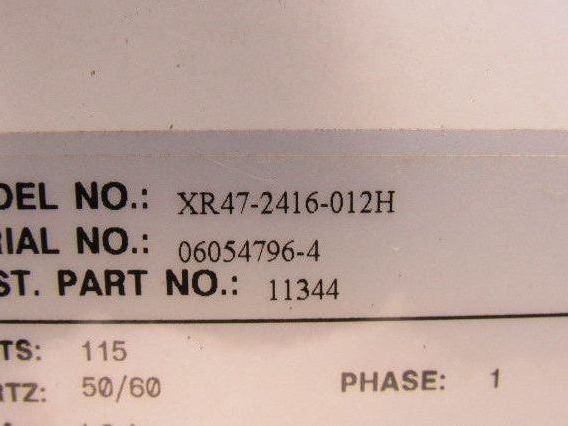 DEL NO.: XR47-2416-012H
RIAL NO.: 06054796-4
ST. PART NO.: 11344
TS: 115
RTZ: 50/60 PHASE: 1